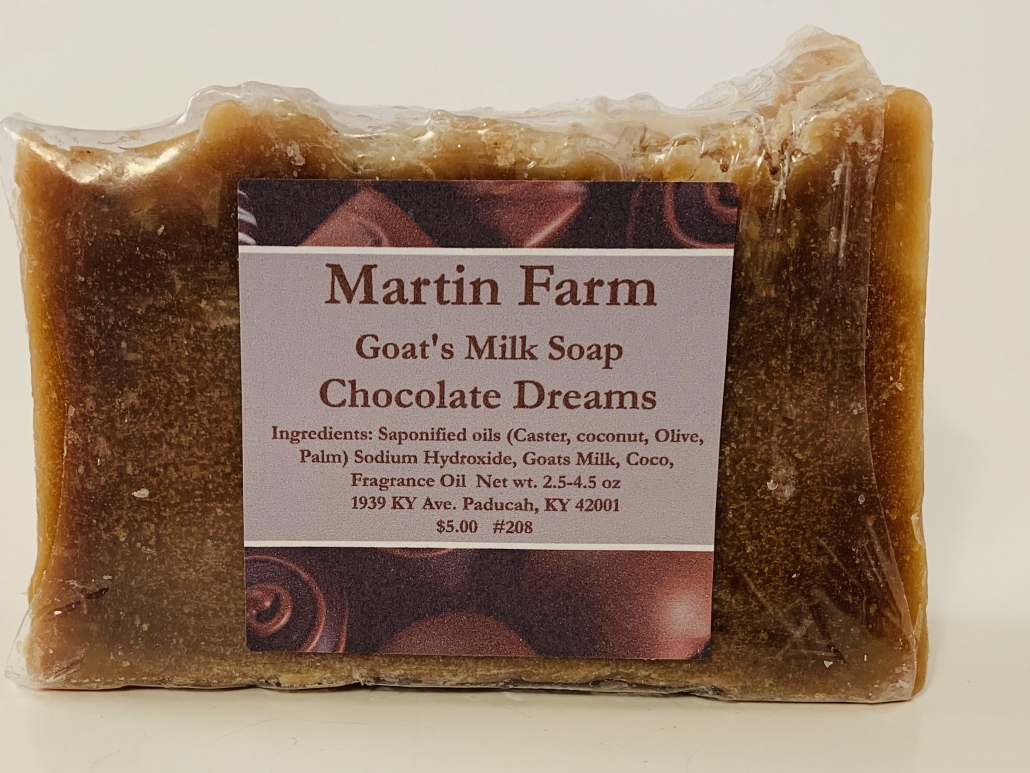 Martin Farm
Goat's Milk Soap
Chocolate Dreams
Ingredients: Saponified oils (Caster, coconut, Olive,
Palm) Sodium Hydroxide, Goats Milk, Coco,
Fragrance Oil Net wt. 2.5-4.5 oz
1939 KY Ave. Paducah, KY 42001
$5.00 #208